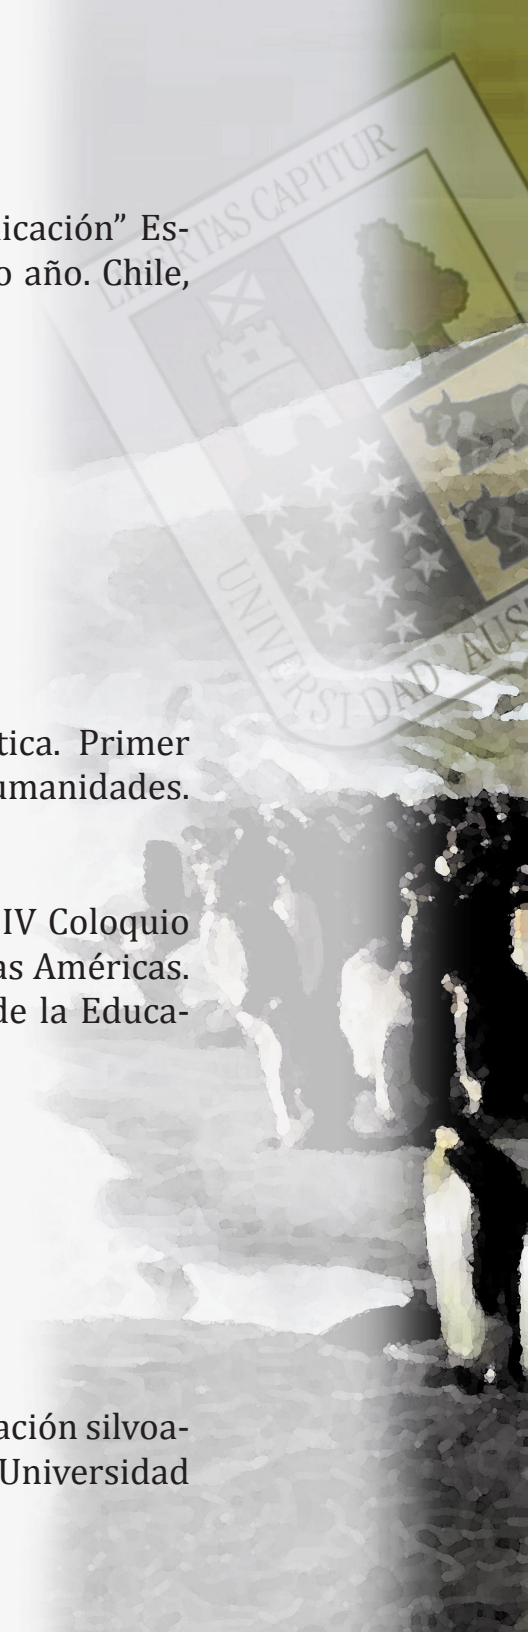 LIBERTAS CAPITUR
icación” Es-
o año. Chile,
UNIVERSIDAD AUST
tica. Primer
umanidades.
IV Coloquio
as Américas.
de la Educa-
ación silvoa-
Universidad